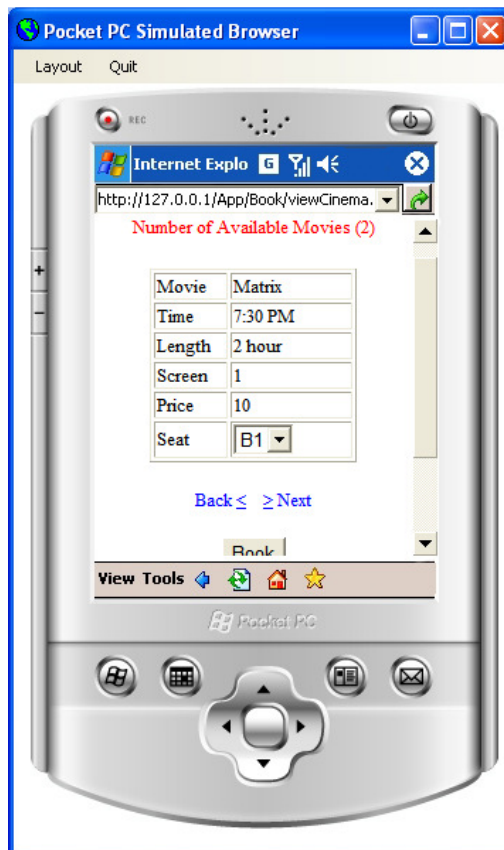 Pocket PC Simulated Browser
Layout Quit
REC
Internet Explo G
http://127.0.0.1/App/Book/viewCinema.
Number of Available Movies (2)
Movie Matrix
Time 7:30 PM
Length 2 hour
Screen 1
Price 10
Seat B1
Back < > Next
Book
View Tools
Pocket PC